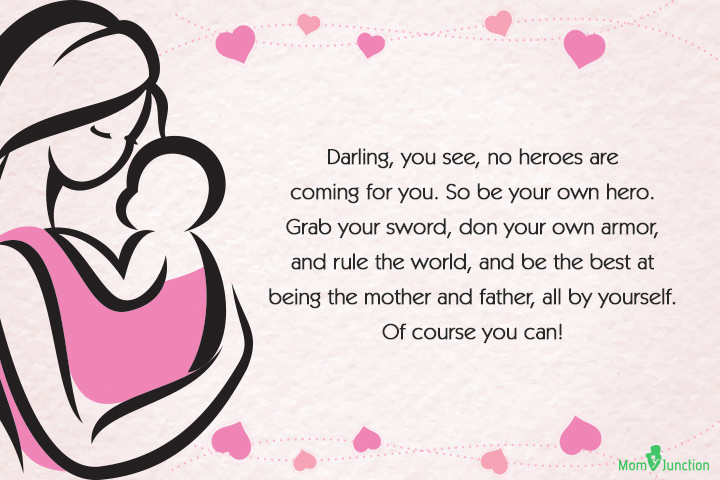 Darling, you see, no heroes are
coming for you. So be your own hero.
Grab your sword, don your own armor,
and rule the world, and be the best at
being the mother and father, all by yourself.
Of course you can!
Mom Junction